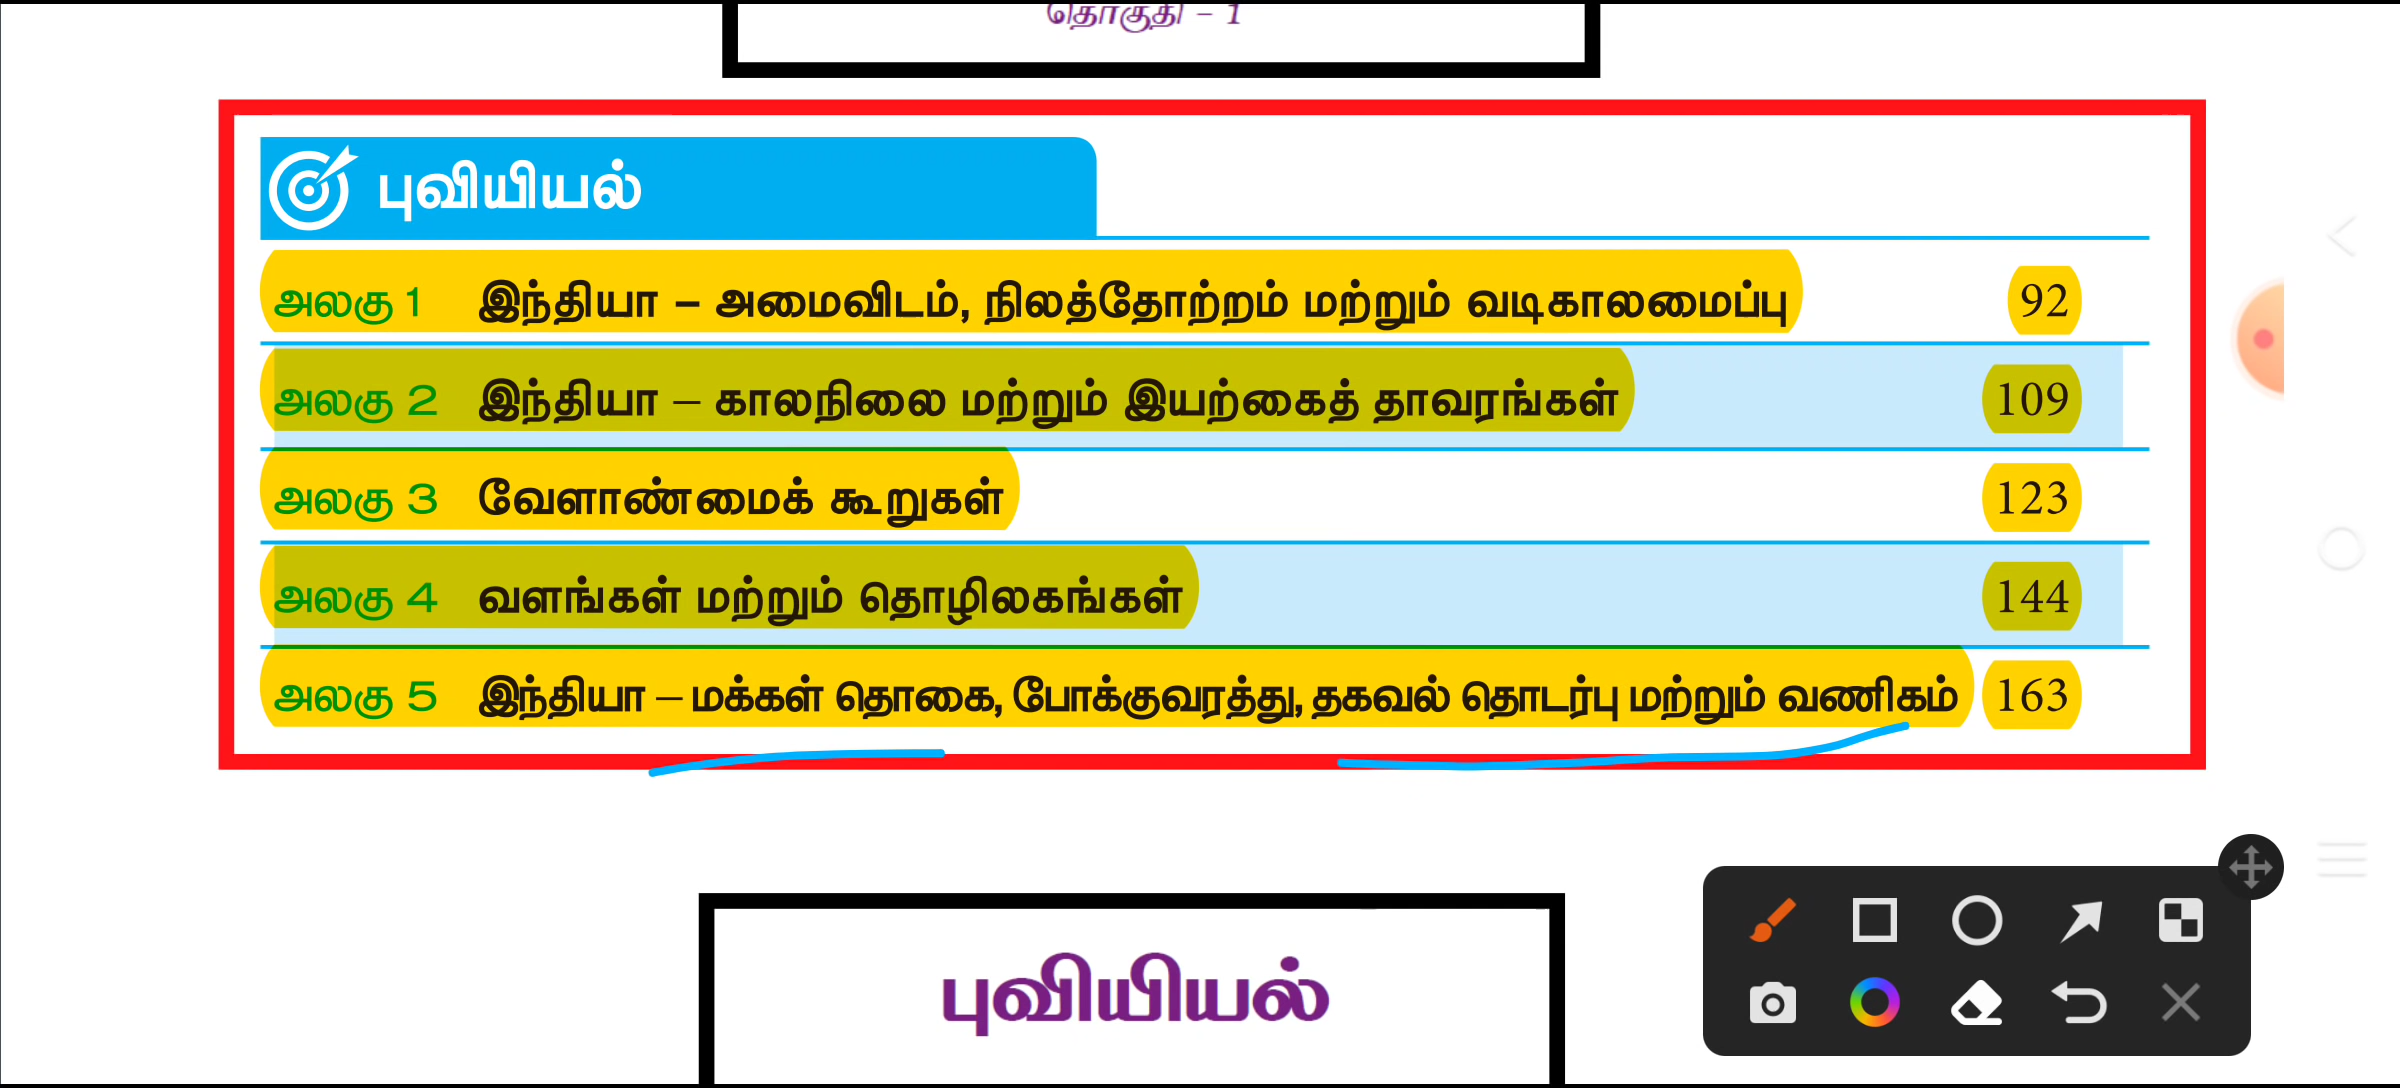 தொகுதி – 1
புவியியல்
அலகு 1 இந்தியா – அமைவிடம், நிலத்தோற்றம் மற்றும் வடிகாலமைப்பு 92
அலகு 2 இந்தியா – காலநிலை மற்றும் இயற்கைத் தாவரங்கள் 109
அலகு 3 வேளாண்மைக் கூறுகள் 123
அலகு 4 வளங்கள் மற்றும் தொழிலகங்கள் 144
அலகு 5 இந்தியா – மக்கள் தொகை, போக்குவரத்து, தகவல் தொடர்பு மற்றும் வணிகம் 163
புவியியல்